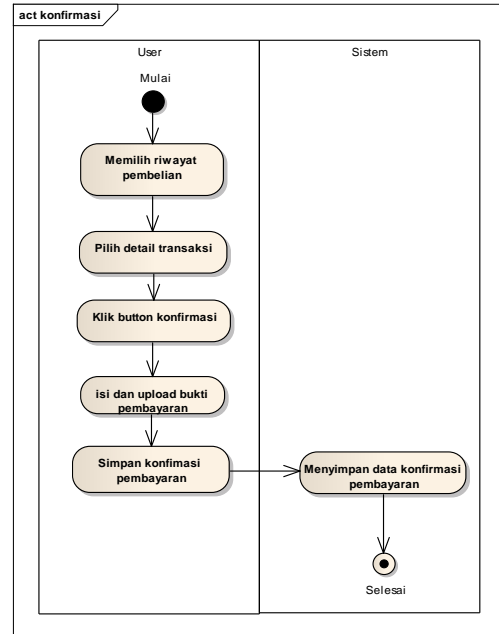 act konfirmasi
User
Sistem
Mulai
Memilih riwayat
pembelian
Pilih detail transaksi
Klik button konfirmasi
isi dan upload bukti
pembayaran
Simpan konfimasi
pembayaran
Menyimpan data konfirmasi
pembayaran
Selesai